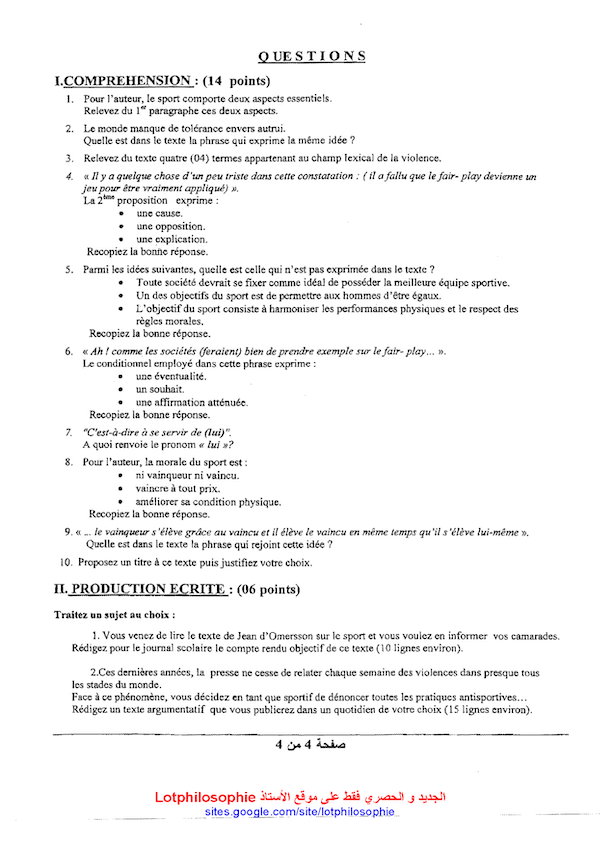 QUESTIONS
I.COMPREHENSION : (14 points)
1. Pour l'auteur, le sport comporte deux aspects essentiels.
Relevez du 1er paragraphe ces deux aspects.
2. Le monde manque de tolérance envers autrui.
Quelle est dans le texte la phrase qui exprime la même idée ?
3. Relevez du texte quatre (04) termes appartenant au champ lexical de la violence.
4. « Il y a quelque chose d'un peu triste dans cette constatation : ( il a fallu que le fair- play devienne un
jeu pour être vraiment appliqué) ».
La 2ème proposition exprime :
• une cause.
• une opposition.
• une explication.
Recopiez la bonne réponse.
5. Parmi les idées suivantes, quelle est celle qui n'est pas exprimée dans le texte ?
• Toute société devrait se fixer comme idéal de posséder la meilleure équipe sportive.
• Un des objectifs du sport est de permettre aux hommes d'être égaux.
• L'objectif du sport consiste à harmoniser les performances physiques et le respect des
règles morales.
Recopiez la bonne réponse.
6. « Ah ! comme les sociétés (feraient) bien de prendre exemple sur le fair- play... ».
Le conditionnel employé dans cette phrase exprime :
• une éventualité.
• un souhait.
• une affirmation atténuée.
Recopiez la bonne réponse.
7. "C'est-à-dire à se servir de (lui)".
A quoi renvoie le pronom « lui »?
8. Pour l'auteur, la morale du sport est :
• ni vainqueur ni vaincu.
• vaincre à tout prix.
• améliorer sa condition physique.
Recopiez la bonne réponse.
9. « ... le vainqueur s'élève grâce au vaincu et il élève le vaincu en même temps qu'il s'élève lui-même ».
Quelle est dans le texte la phrase qui rejoint cette idée ?
10. Proposez un titre à ce texte puis justifiez votre choix.
II. PRODUCTION ECRITE : (06 points)
Traitez un sujet au choix :
1. Vous venez de lire le texte de Jean d'Omersson sur le sport et vous voulez en informer vos camarades.
Rédigez pour le journal scolaire le compte rendu objectif de ce texte (10 lignes environ).
2.Ces dernières années, la presse ne cesse de relater chaque semaine des violences dans presque tous
les stades du monde.
Face à ce phénomène, vous décidez en tant que sportif de dénoncer toutes les pratiques antisportives...
Rédigez un texte argumentatif que vous publierez dans un quotidien de votre choix (15 lignes environ).
صفحة 4 من 4
الجديد و الحصري فقط على موقع الأستاذ Lotphilosophie
sites.google.com/site/lotphilosophie